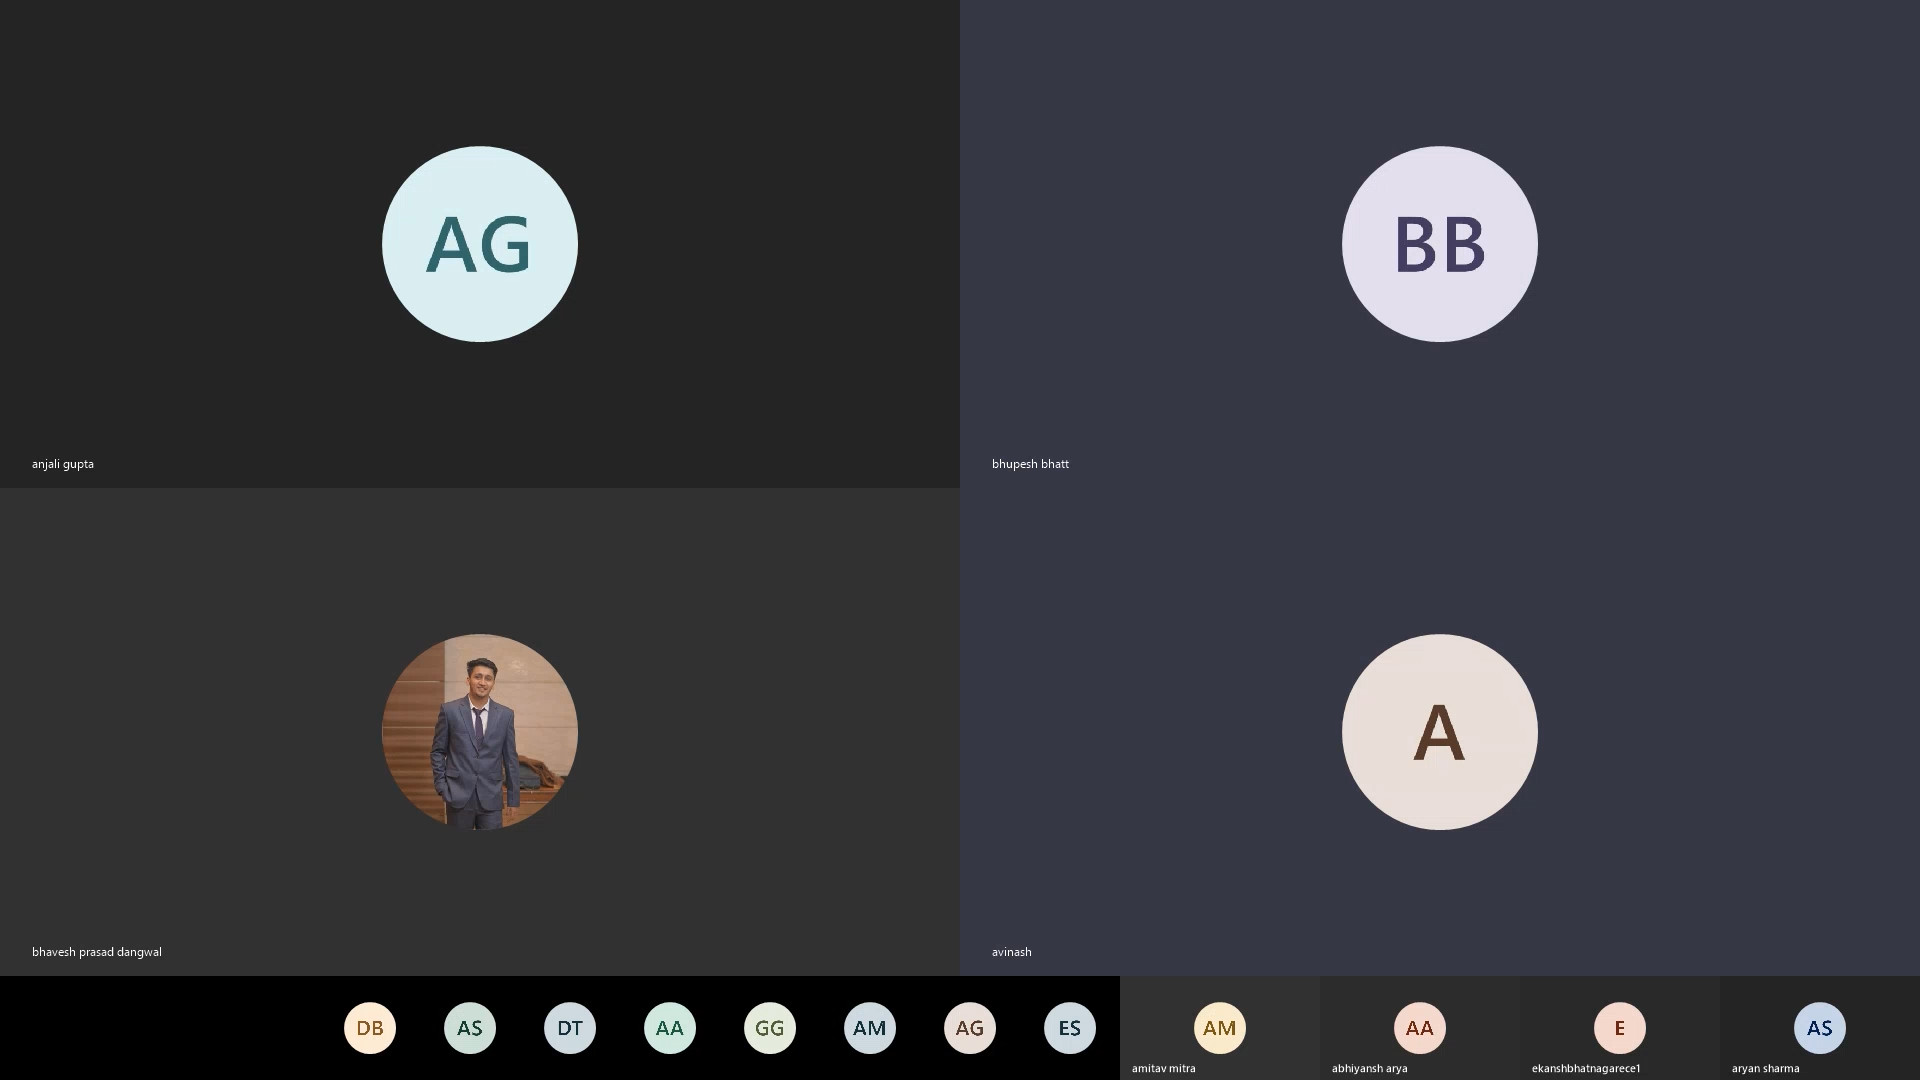 AG
BB
anjali gupta
bhupesh bhatt
A
bhavesh prasad dangwal
avinash
DB AS DT AA GG AM AG ES AM AA E AS
amitav mitra abhiyansh arya ekanshbhatnagarece1 aryan sharma